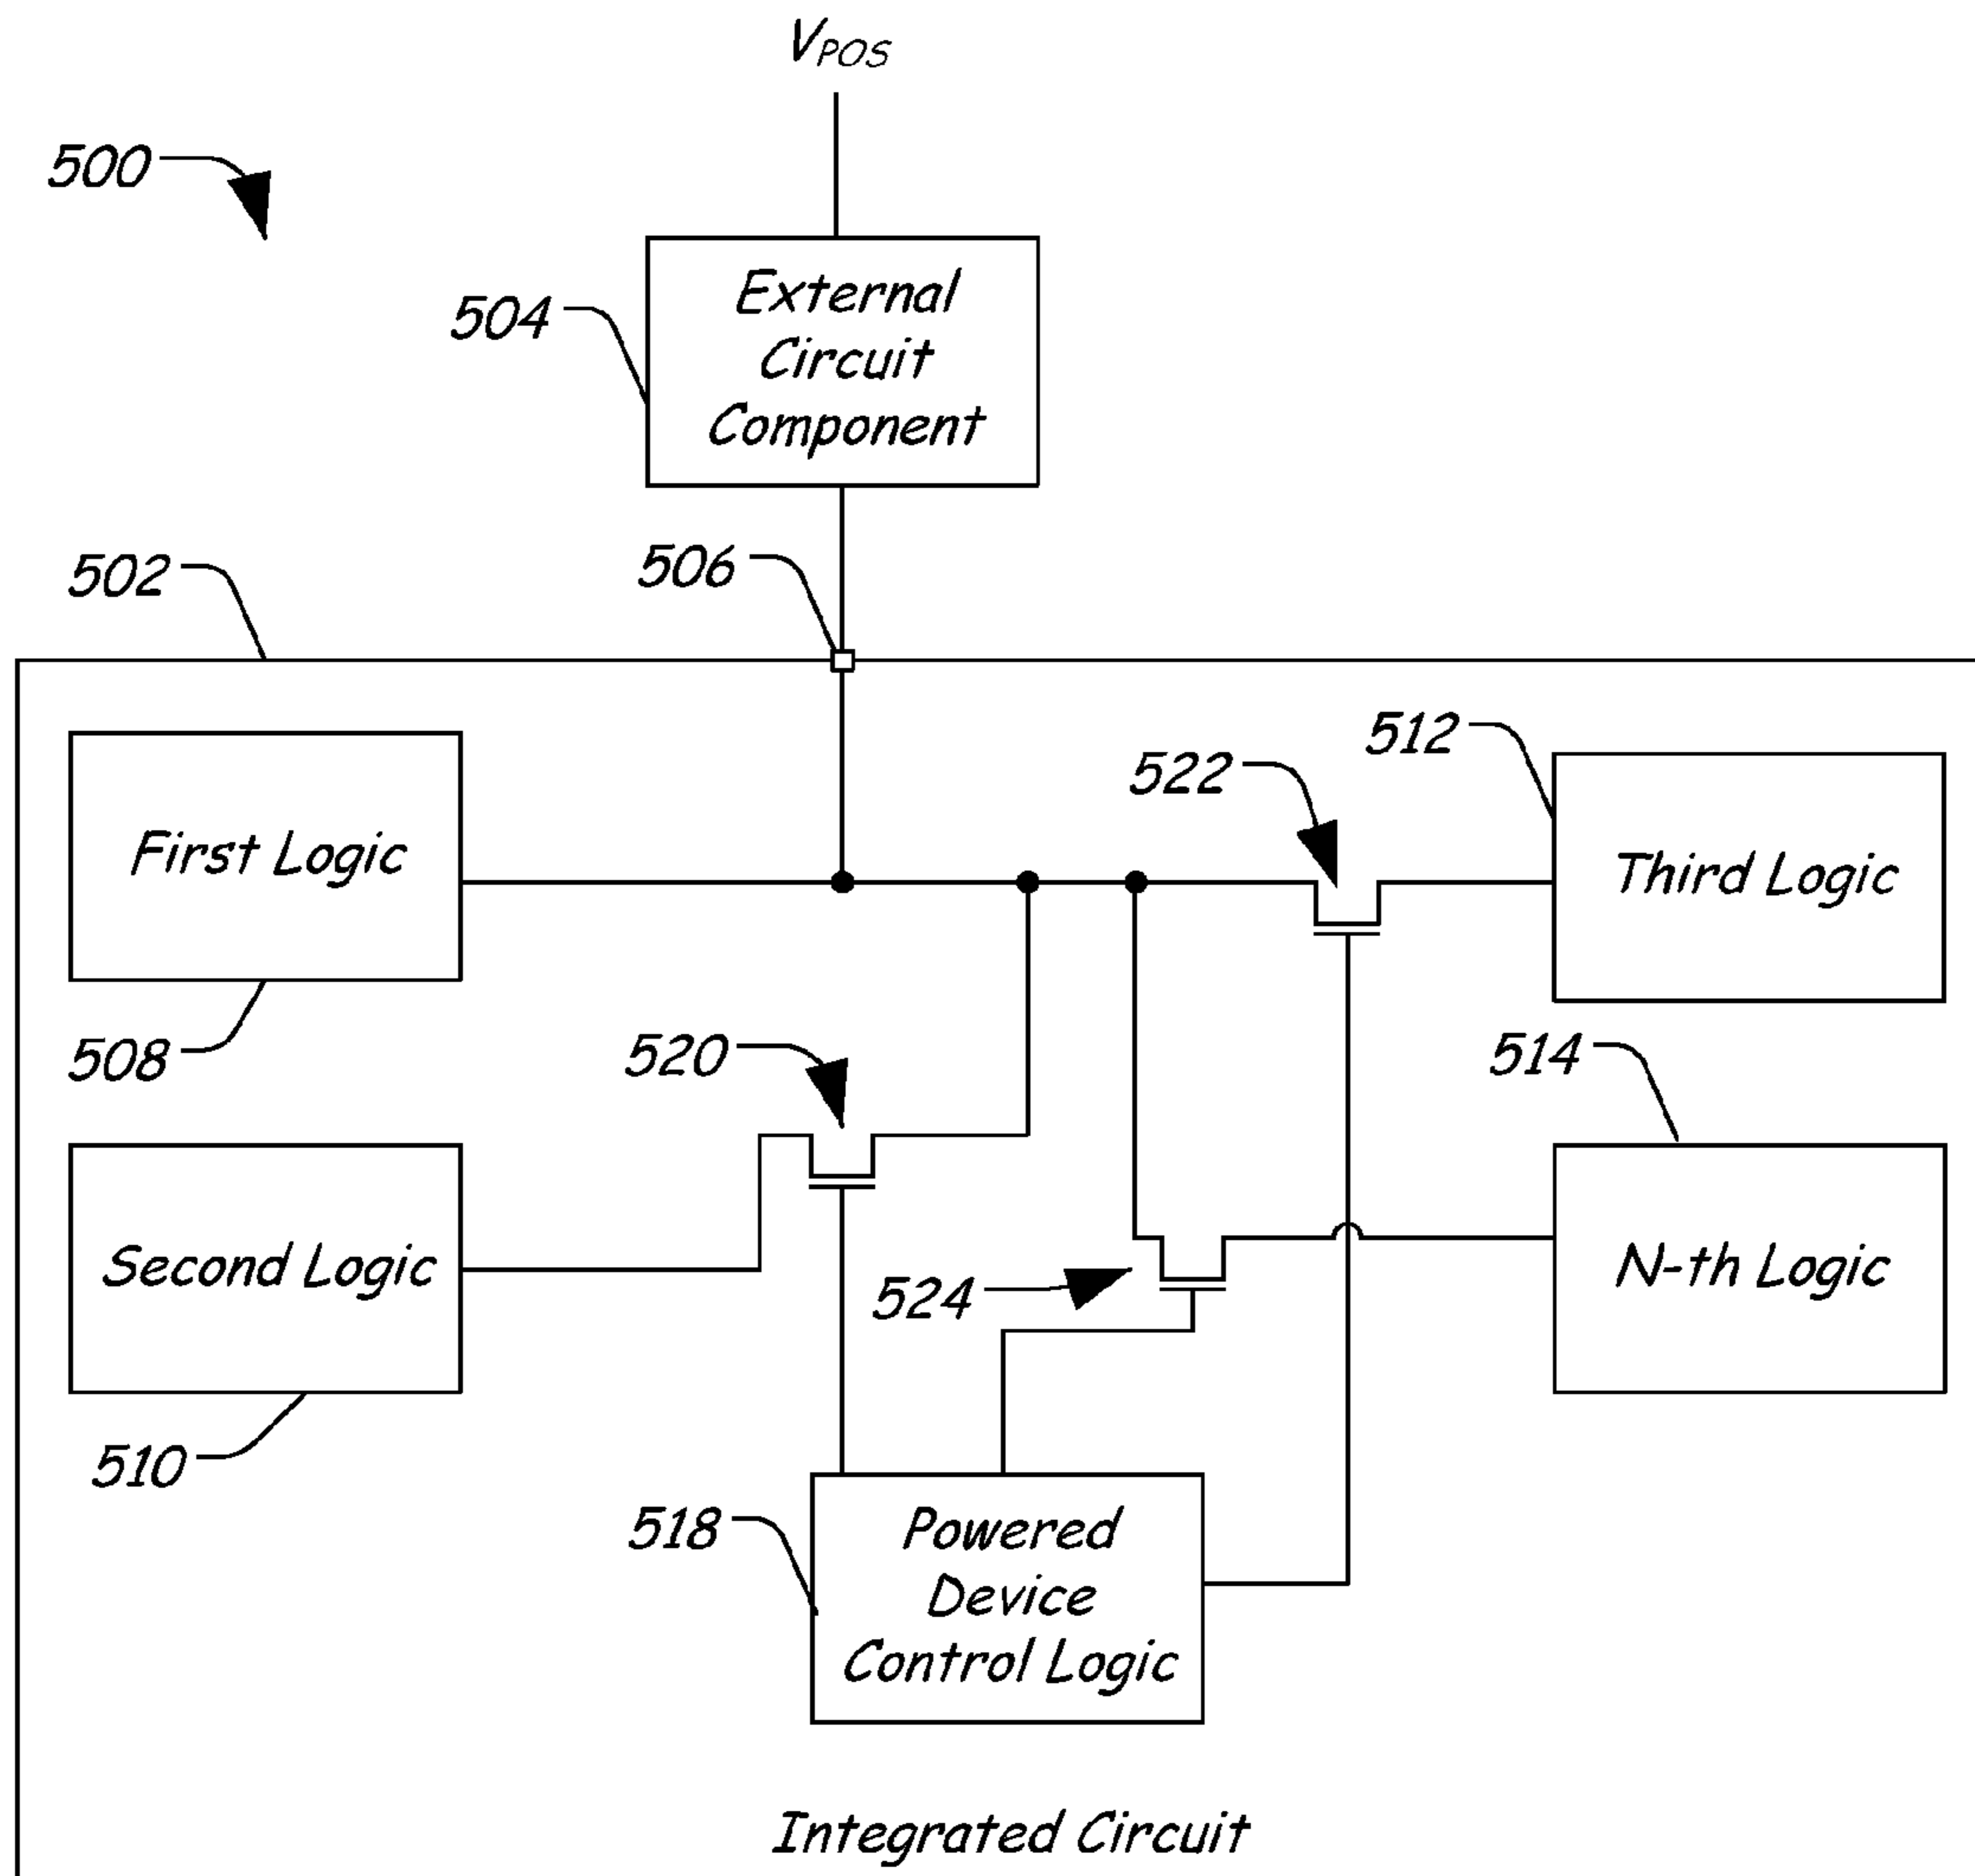 VPOS
500
External
504
Circuit
Component
502
506
512
522
First Logic
Third Logic
508
520
514
Second Logic
524
N-th Logic
510
518
Powered
Device
Control Logic
Integrated Circuit